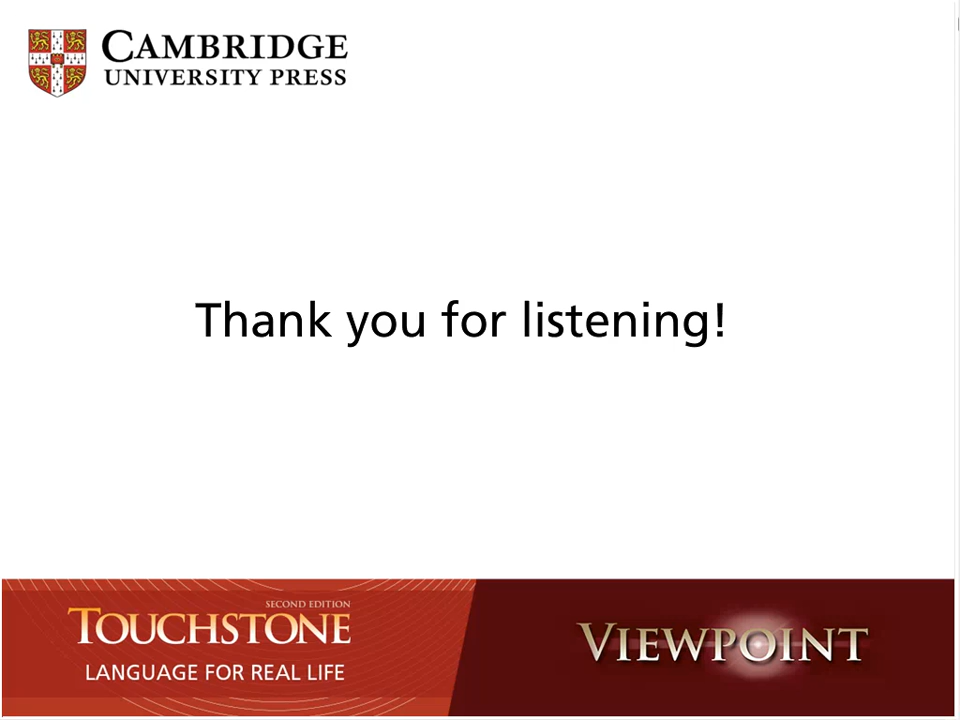 CAMBRIDGE
UNIVERSITY PRESS
Thank you for listening!
SECOND EDITION
TOUCHSTONE
LANGUAGE FOR REAL LIFE
VIEWPOINT